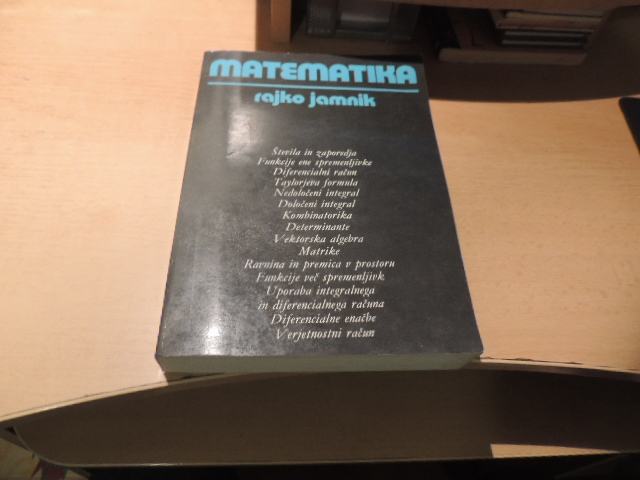 MATEMATIKA
rajko jamnik
Števila in zaporedja
Funkcije ene spremenljivke
Diferencialni račun
Taylorjeva formula
Nedoločeni integral
Določeni integral
Kombinatorika
Determinante
Vektorska algebra
Matrike
Ravnina in premica v prostoru
Funkcije več spremenljivk
Uporaba integralnega
in diferencialnega računa
Diferencialne enačbe
Verjetnostni račun